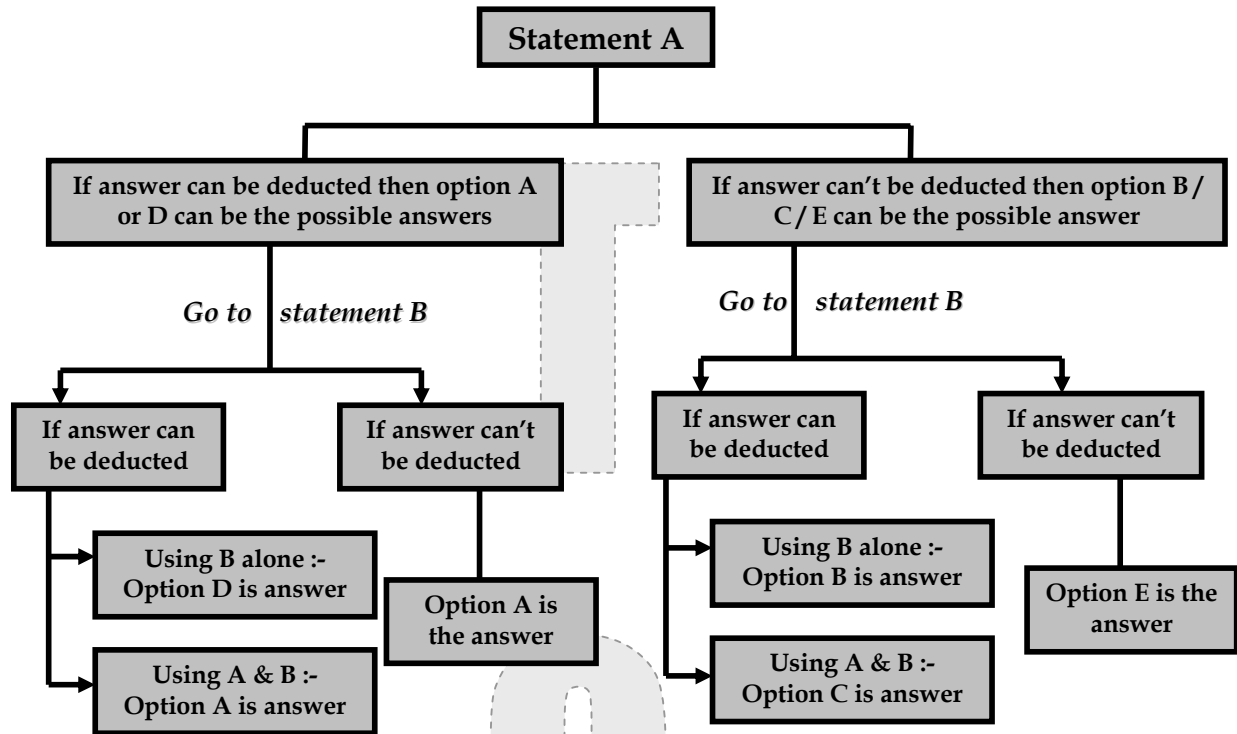 Statement A
If answer can be deducted then option A
or D can be the possible answers
If answer can't be deducted then option B /
C / E can be the possible answer
Go to statement B
Go to statement B
If answer can
be deducted
If answer can't
be deducted
If answer can
be deducted
If answer can't
be deducted
Using B alone :-
Option D is answer
Option A is
the answer
Using A & B :-
Option A is answer
Using B alone :-
Option B is answer
Option E is the
answer
Using A & B :-
Option C is answer